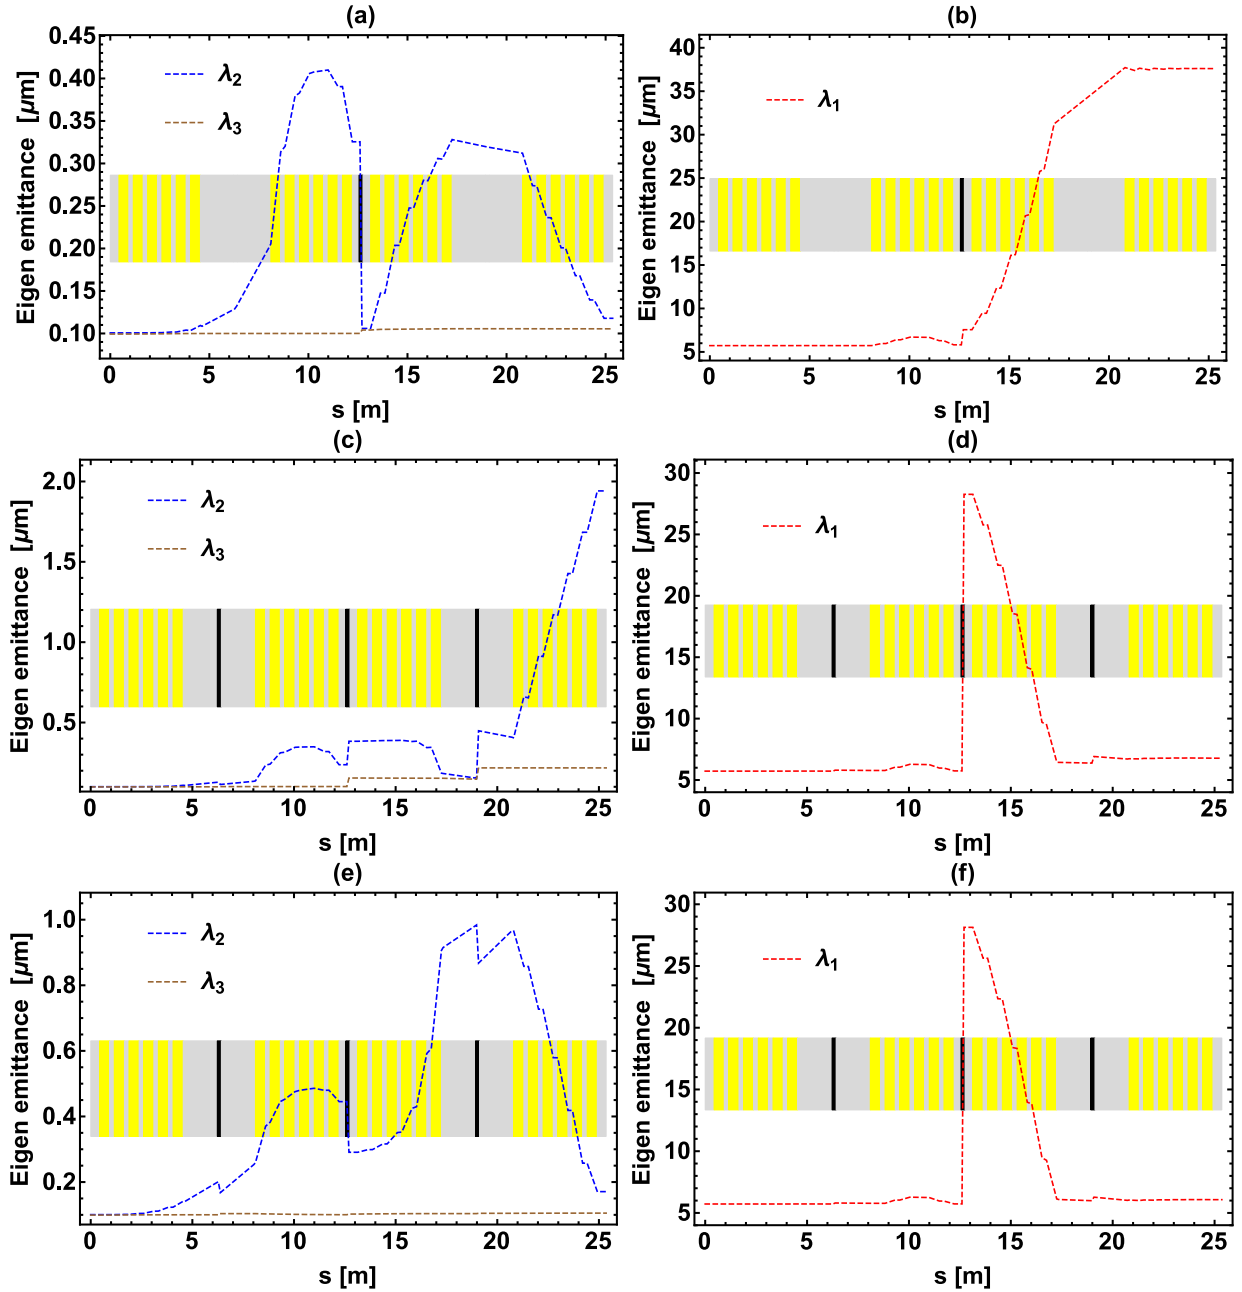 (a)
Eigen emittance [μm]
0.45
0.40
0.35
0.30
0.25
0.20
0.15
0.10
λ2
λ3
0 5 10 15 20 25
s [m]
(b)
Eigen emittance [μm]
40
35
30
25
20
15
10
5
λ1
0 5 10 15 20 25
s [m]
(c)
Eigen emittance [μm]
2.0
1.5
1.0
0.5
λ2
λ3
0 5 10 15 20 25
s [m]
(d)
Eigen emittance [μm]
30
25
20
15
10
5
λ1
0 5 10 15 20 25
s [m]
(e)
Eigen emittance [μm]
1.0
0.8
0.6
0.4
0.2
λ2
λ3
0 5 10 15 20 25
s [m]
(f)
Eigen emittance [μm]
30
25
20
15
10
5
λ1
0 5 10 15 20 25
s [m]